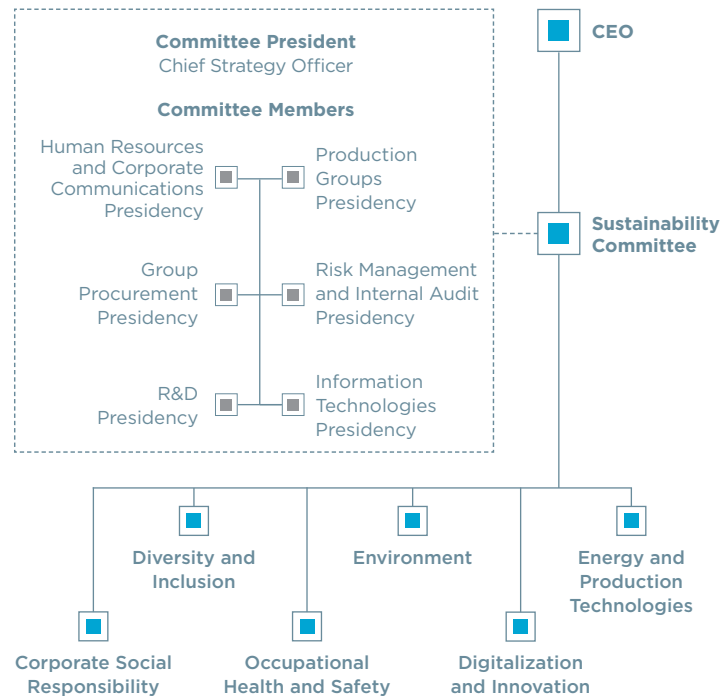 Committee President
Chief Strategy Officer
CEO
Committee Members
Human Resources
and Corporate
Communications
Presidency
Production
Groups
Presidency
Sustainability
Committee
Group
Procurement
Presidency
Risk Management
and Internal Audit
Presidency
R&D
Presidency
Information
Technologies
Presidency
Diversity and
Inclusion
Environment
Energy and
Production
Technologies
Corporate Social
Responsibility
Occupational
Health and Safety
Digitalization
and Innovation